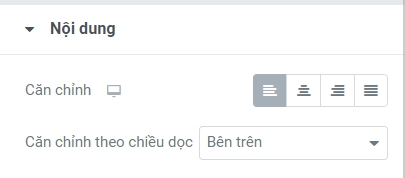 Nội dung
Căn chỉnh
Căn chỉnh theo chiều dọc Bên trên